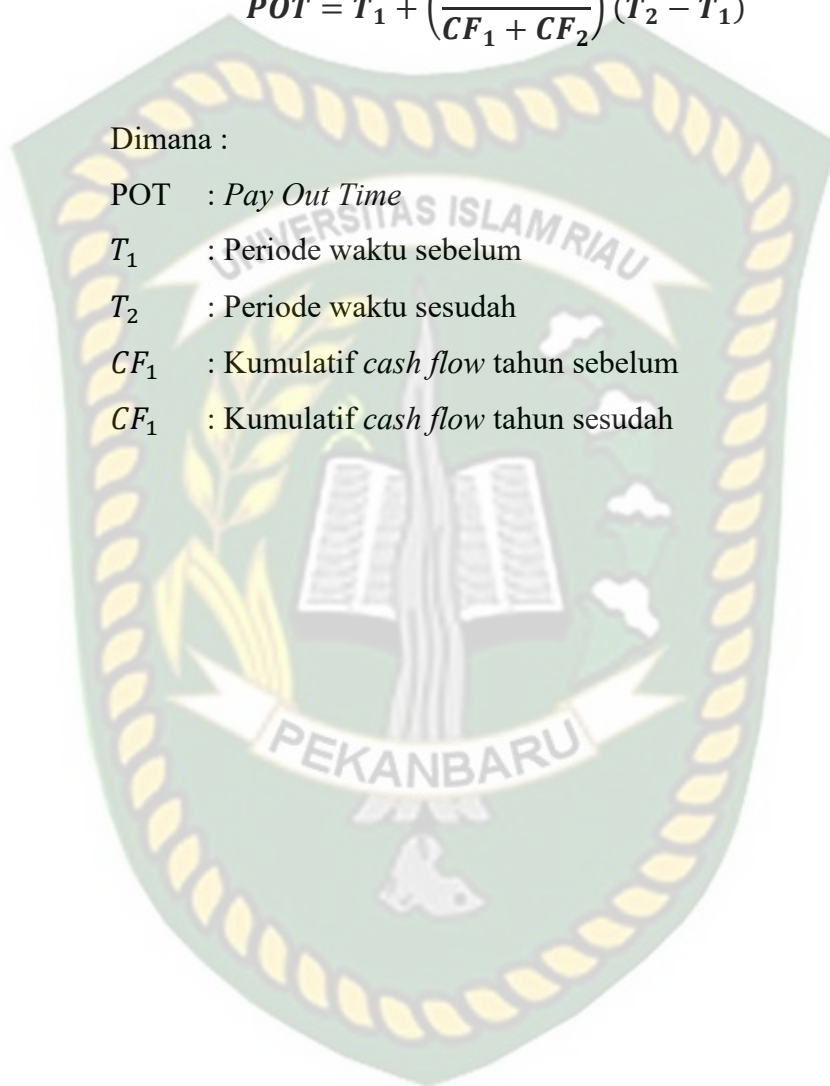 POT = T₁ + (―――/CF₁ + CF₂) (T₂ − T₁)
Dimana :
POT : Pay Out Time
T₁ : Periode waktu sebelum
T₂ : Periode waktu sesudah
CF₁ : Kumulatif cash flow tahun sebelum
CF₁ : Kumulatif cash flow tahun sesudah
UNIVERSITAS ISLAM RIAU
PEKANBARU